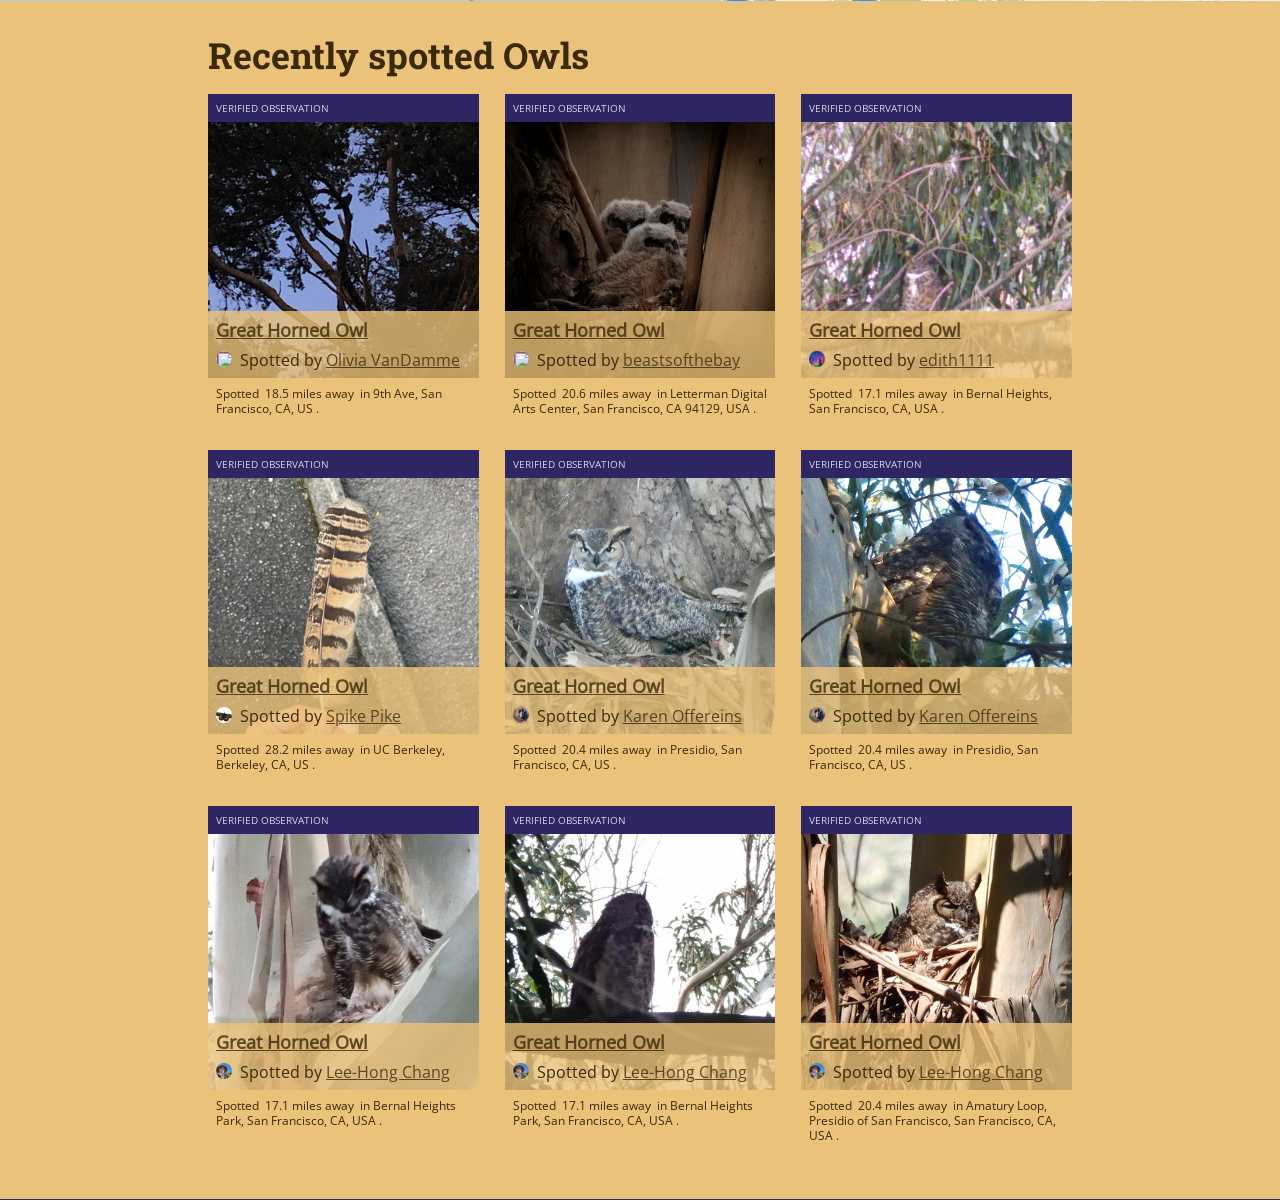 Recently spotted Owls
VERIFIED OBSERVATION
Great Horned Owl
Spotted by Olivia VanDamme
Spotted 18.5 miles away in 9th Ave, San
Francisco, CA, US .
VERIFIED OBSERVATION
Great Horned Owl
Spotted by beastsofthebay
Spotted 20.6 miles away in Letterman Digital
Arts Center, San Francisco, CA 94129, USA .
VERIFIED OBSERVATION
Great Horned Owl
Spotted by edith1111
Spotted 17.1 miles away in Bernal Heights,
San Francisco, CA, USA .
VERIFIED OBSERVATION
Great Horned Owl
Spotted by Spike Pike
Spotted 28.2 miles away in UC Berkeley,
Berkeley, CA, US .
VERIFIED OBSERVATION
Great Horned Owl
Spotted by Karen Offereins
Spotted 20.4 miles away in Presidio, San
Francisco, CA, US .
VERIFIED OBSERVATION
Great Horned Owl
Spotted by Karen Offereins
Spotted 20.4 miles away in Presidio, San
Francisco, CA, US .
VERIFIED OBSERVATION
Great Horned Owl
Spotted by Lee-Hong Chang
Spotted 17.1 miles away in Bernal Heights
Park, San Francisco, CA, USA .
VERIFIED OBSERVATION
Great Horned Owl
Spotted by Lee-Hong Chang
Spotted 17.1 miles away in Bernal Heights
Park, San Francisco, CA, USA .
VERIFIED OBSERVATION
Great Horned Owl
Spotted by Lee-Hong Chang
Spotted 20.4 miles away in Amatury Loop,
Presidio of San Francisco, San Francisco, CA,
USA .